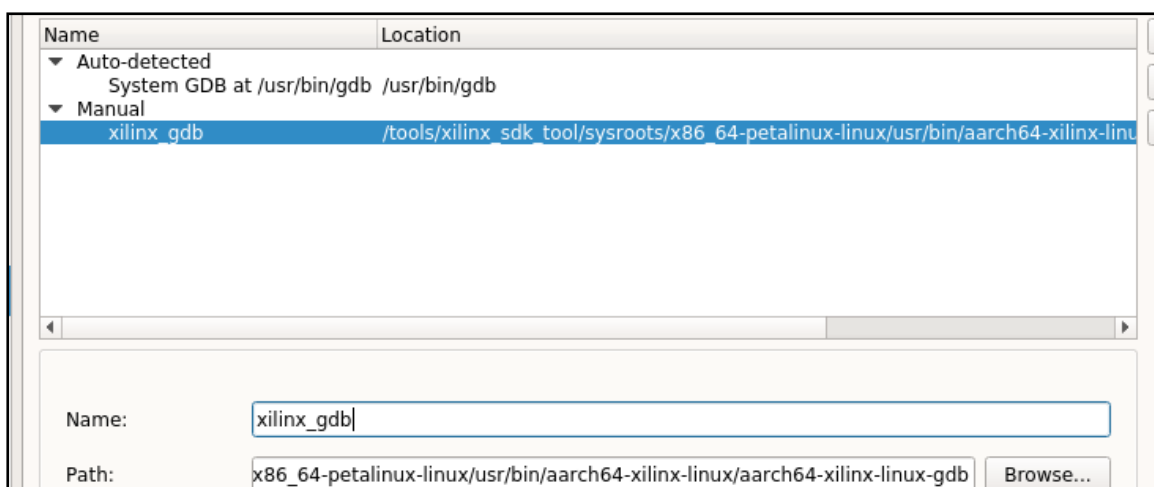 Name Location
Auto-detected
System GDB at /usr/bin/gdb /usr/bin/gdb
Manual
xilinx_gdb /tools/xilinx_sdk_tool/sysroots/x86_64-petalinux-linux/usr/bin/aarch64-xilinx-linu
Name: xilinx_gdb
Path: x86_64-petalinux-linux/usr/bin/aarch64-xilinx-linux/aarch64-xilinx-linux-gdb Browse...